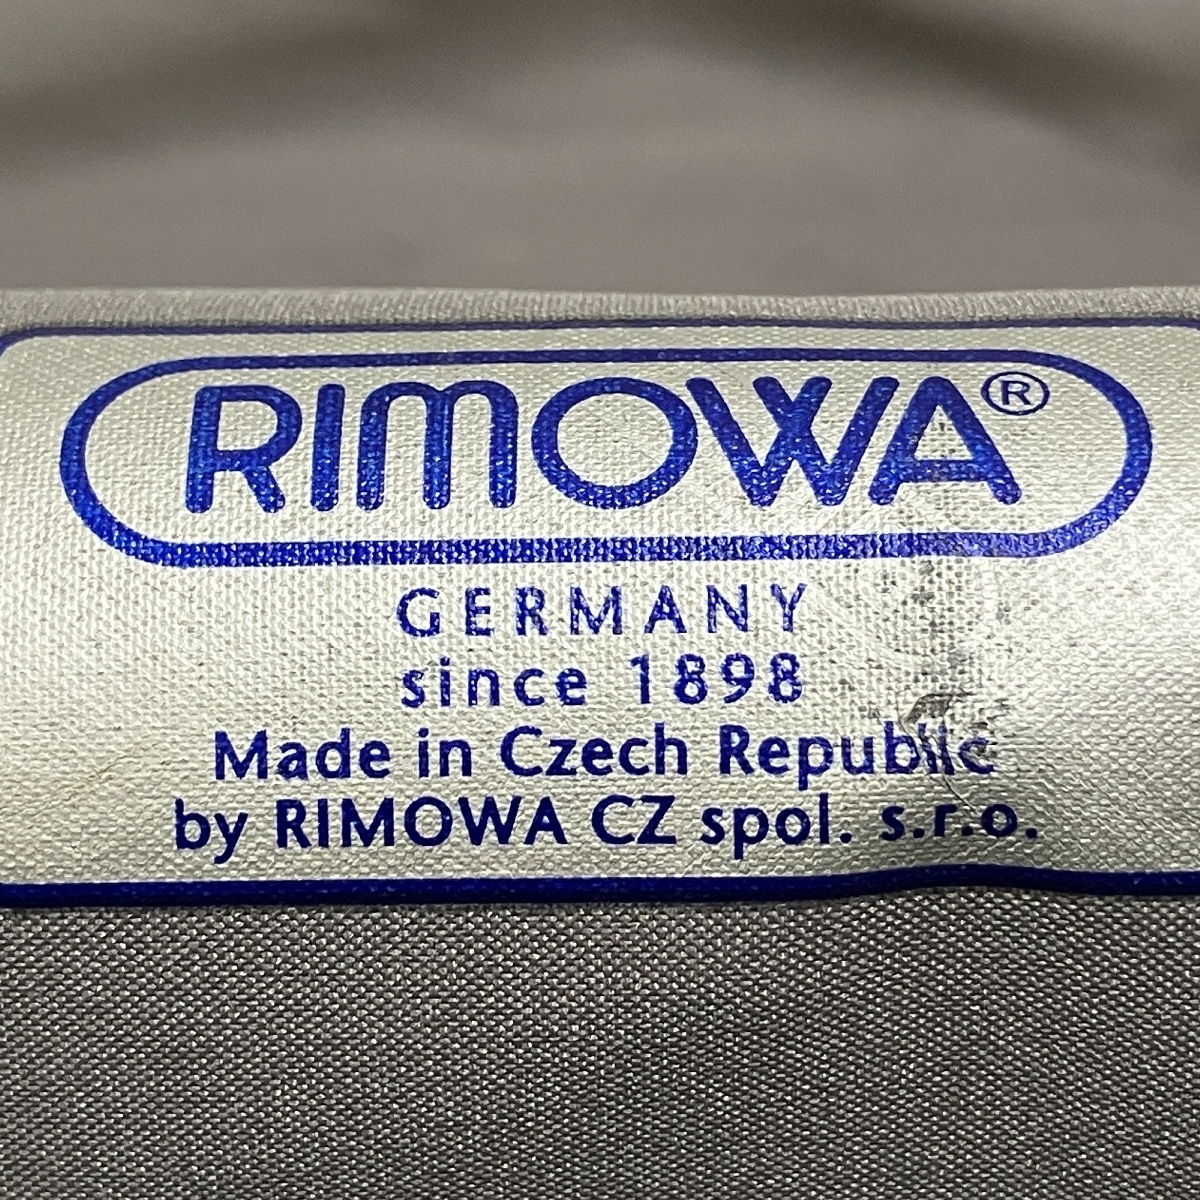 RIMOWA®
GERMANY
since 1898
Made in Czech Republic
by RIMOWA CZ spol. s.r.o.